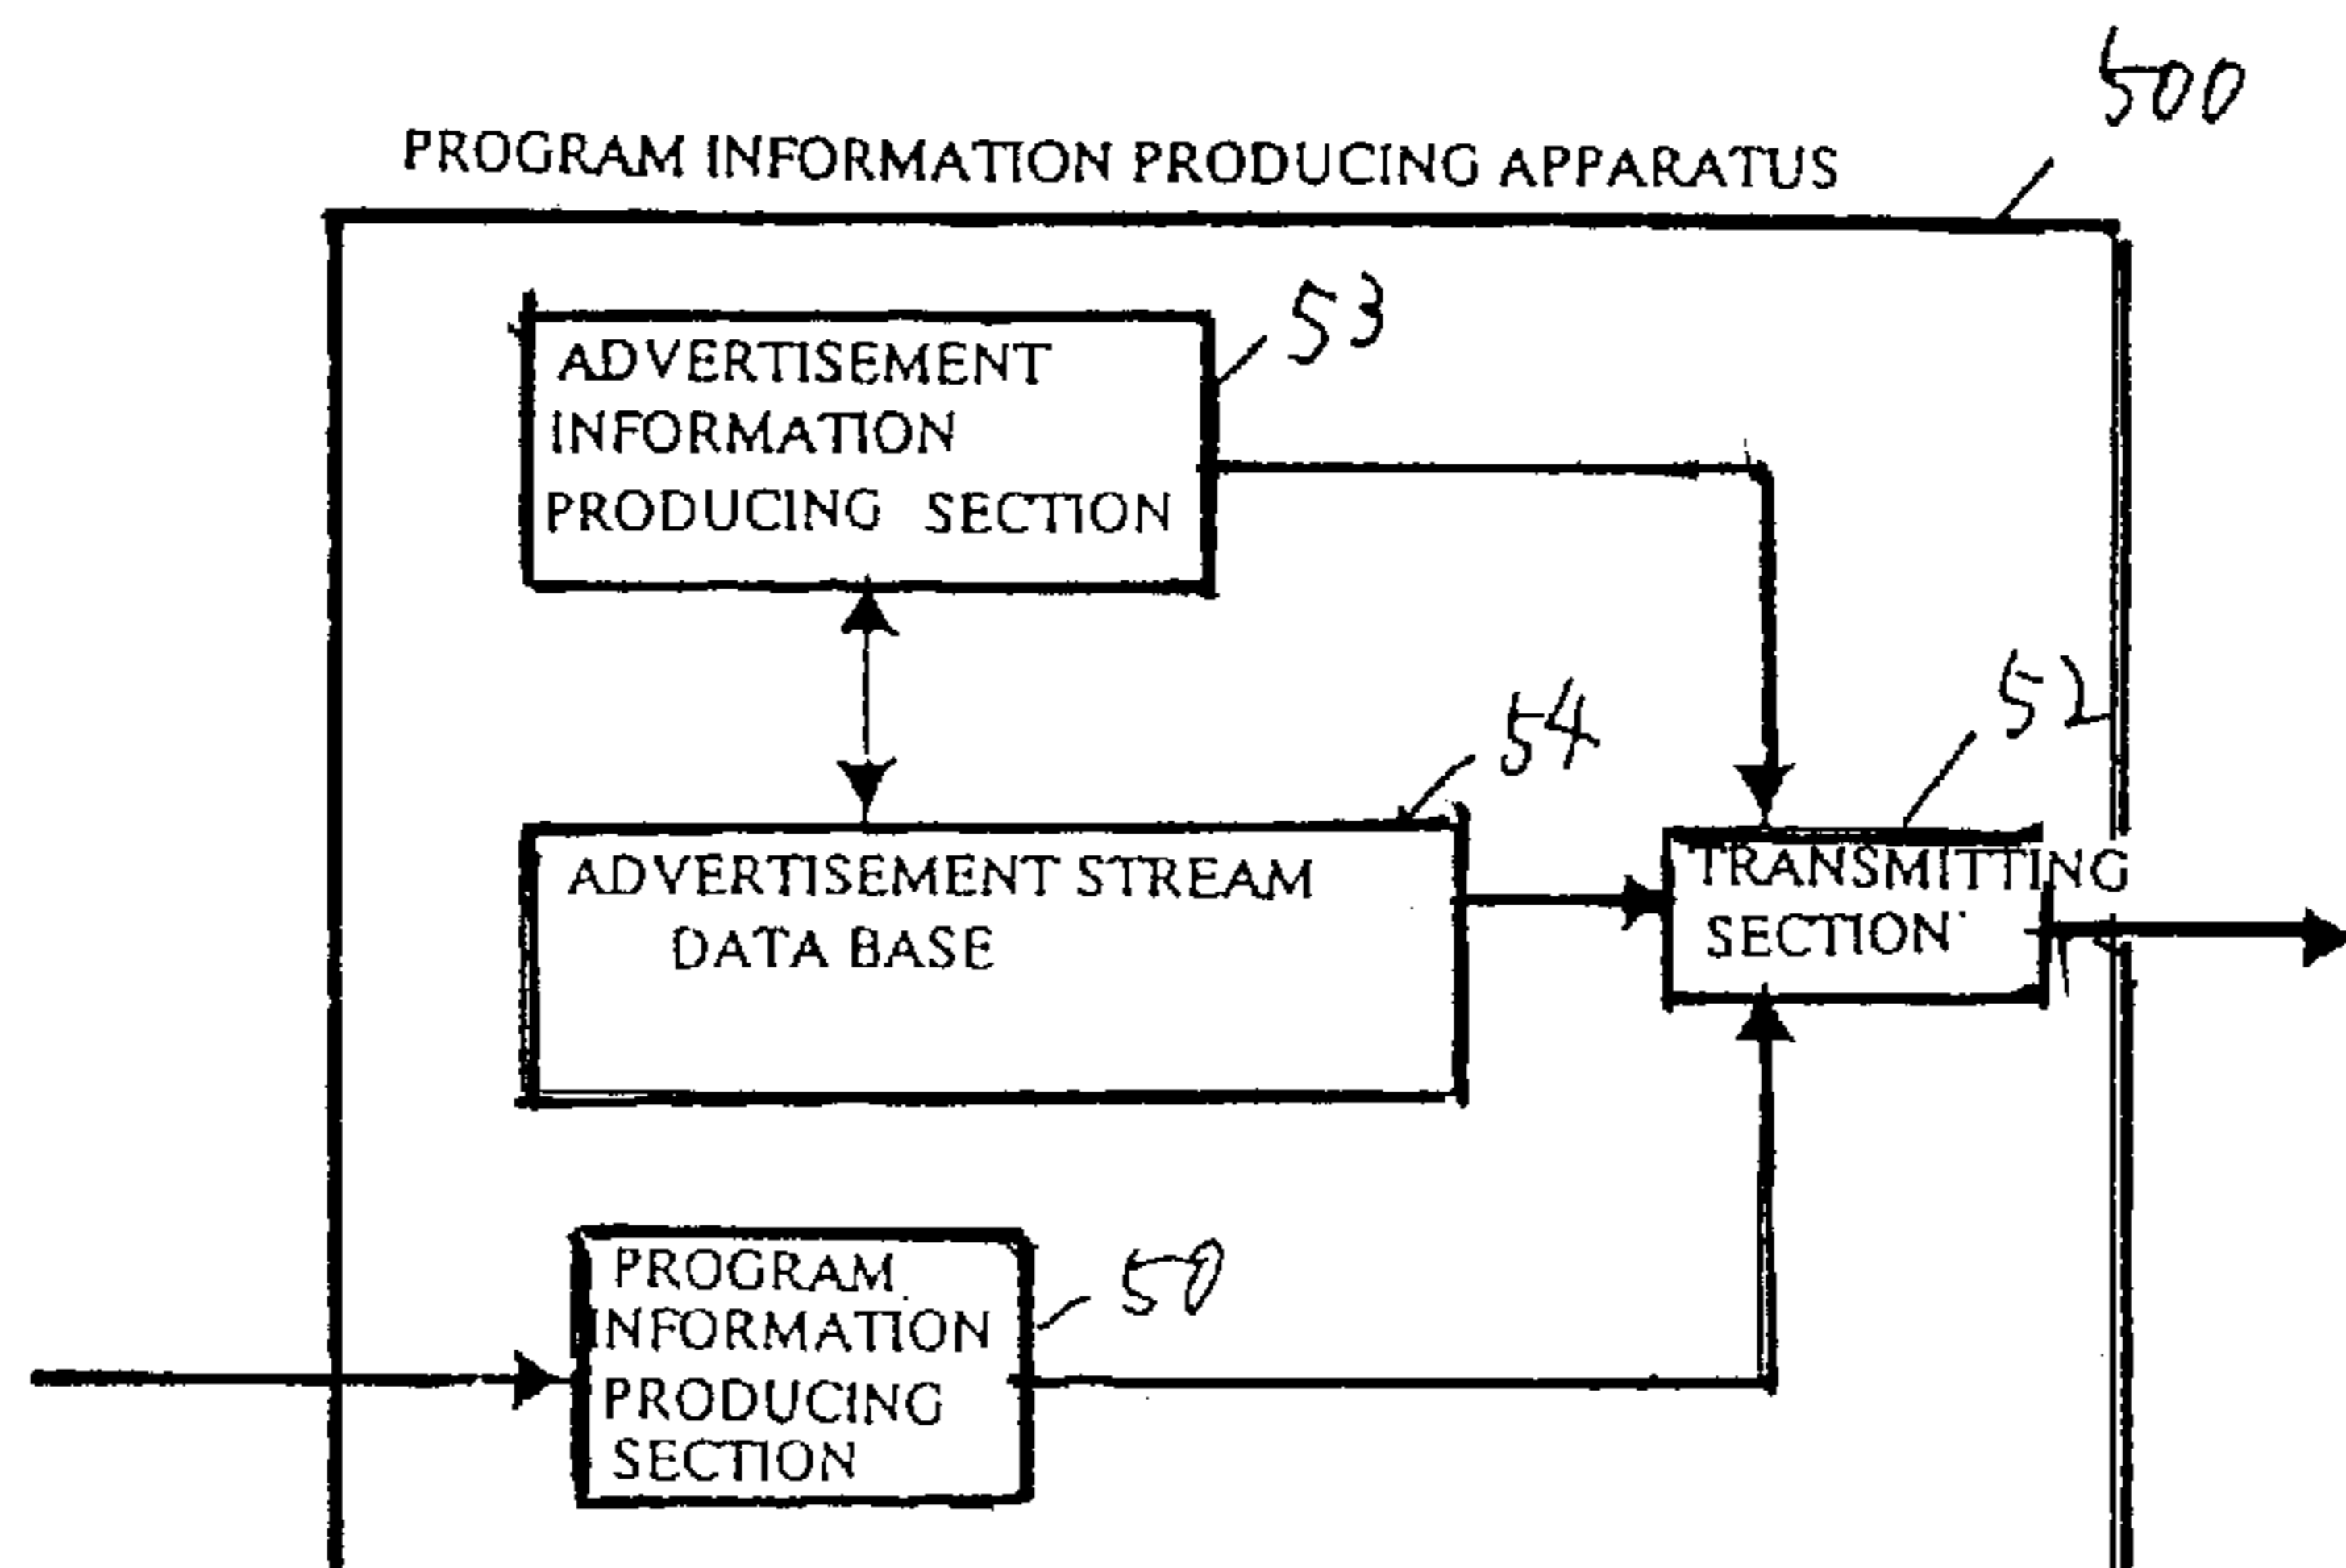 500
PROGRAM INFORMATION PRODUCING APPARATUS
53
ADVERTISEMENT
INFORMATION
PRODUCING SECTION
54
52
ADVERTISEMENT STREAM
DATA BASE
TRANSMITTING
SECTION
50
PROGRAM
INFORMATION
PRODUCING
SECTION